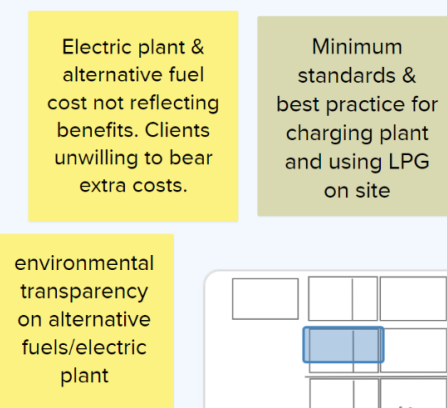 Electric plant &
alternative fuel
cost not reflecting
benefits. Clients
unwilling to bear
extra costs.
Minimum
standards &
best practice for
charging plant
and using LPG
on site
environmental
transparency
on alternative
fuels/electric
plant